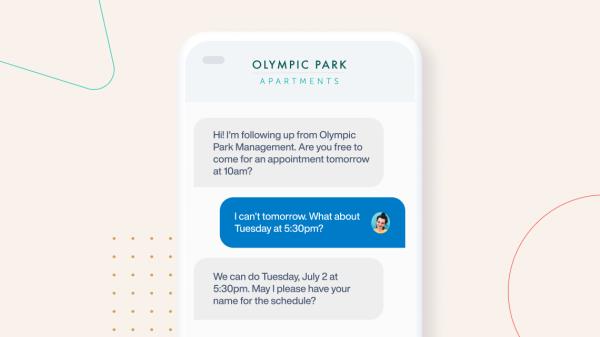 OLYMPIC PARK
APARTMENTS
Hi! I'm following up from Olympic
Park Management. Are you free to
come for an appointment tomorrow
at 10am?
I can't tomorrow. What about
Tuesday at 5:30pm?
We can do Tuesday, July 2 at
5:30pm. May I please have your
name for the schedule?